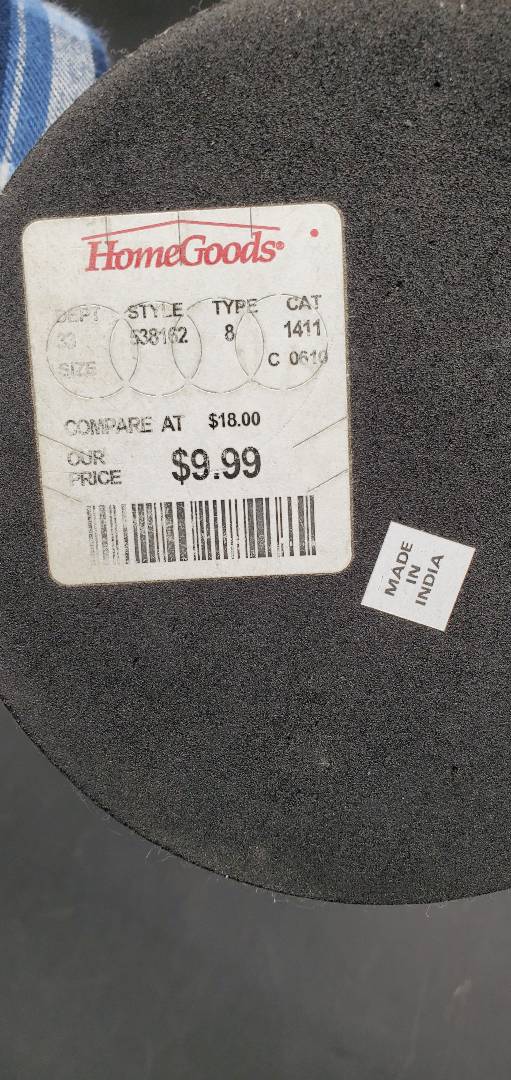 HomeGoods
DEPT STYLE TYPE CAT
33 538162 8 1411
SIZE C 0610
COMPARE AT $18.00
OUR
PRICE $9.99
MADE
IN
INDIA